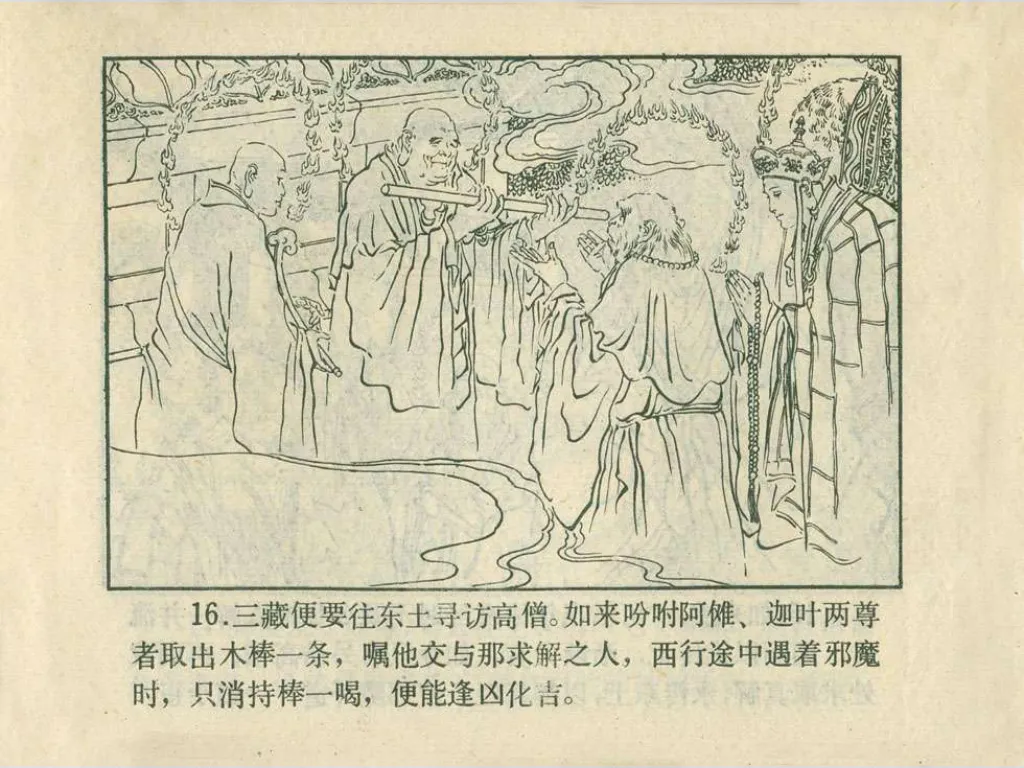 16.三藏便要往东土寻访高僧。如来吩咐阿傩、迦叶两尊
者取出木棒一条，嘱他交与那求解之人，西行途中遇着邪魔
时，只消持棒一喝，便能逢凶化吉。